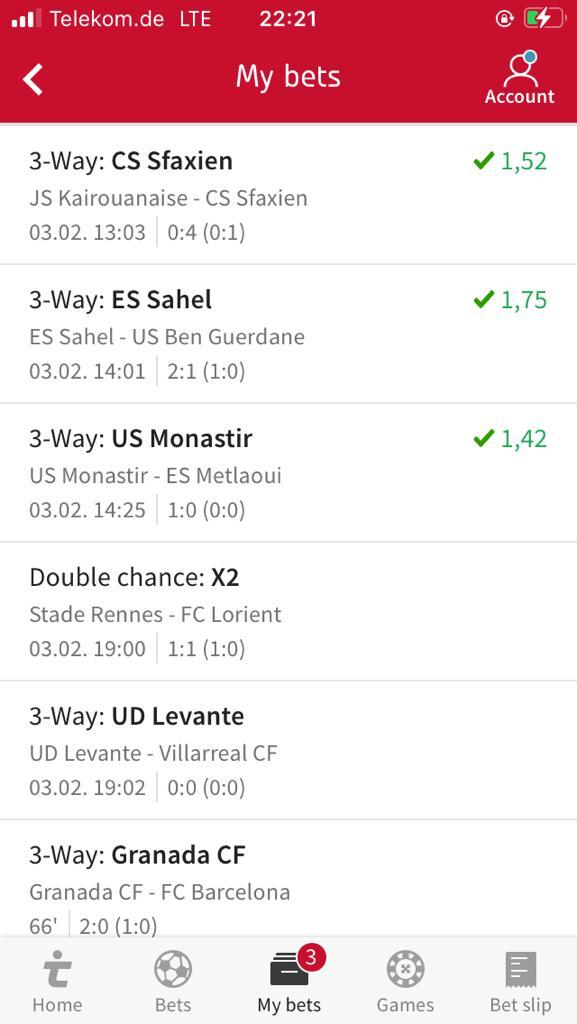 Telekom.de LTE 22:21
My bets
Account
3-Way: CS Sfaxien 1,52
JS Kairouanaise - CS Sfaxien
03.02. 13:03 0:4 (0:1)
3-Way: ES Sahel 1,75
ES Sahel - US Ben Guerdane
03.02. 14:01 2:1 (1:0)
3-Way: US Monastir 1,42
US Monastir - ES Metlaoui
03.02. 14:25 1:0 (0:0)
Double chance: X2
Stade Rennes - FC Lorient
03.02. 19:00 1:1 (1:0)
3-Way: UD Levante
UD Levante - Villarreal CF
03.02. 19:02 0:0 (0:0)
3-Way: Granada CF
Granada CF - FC Barcelona
66' 2:0 (1:0)
3
Home Bets My bets Games Bet slip